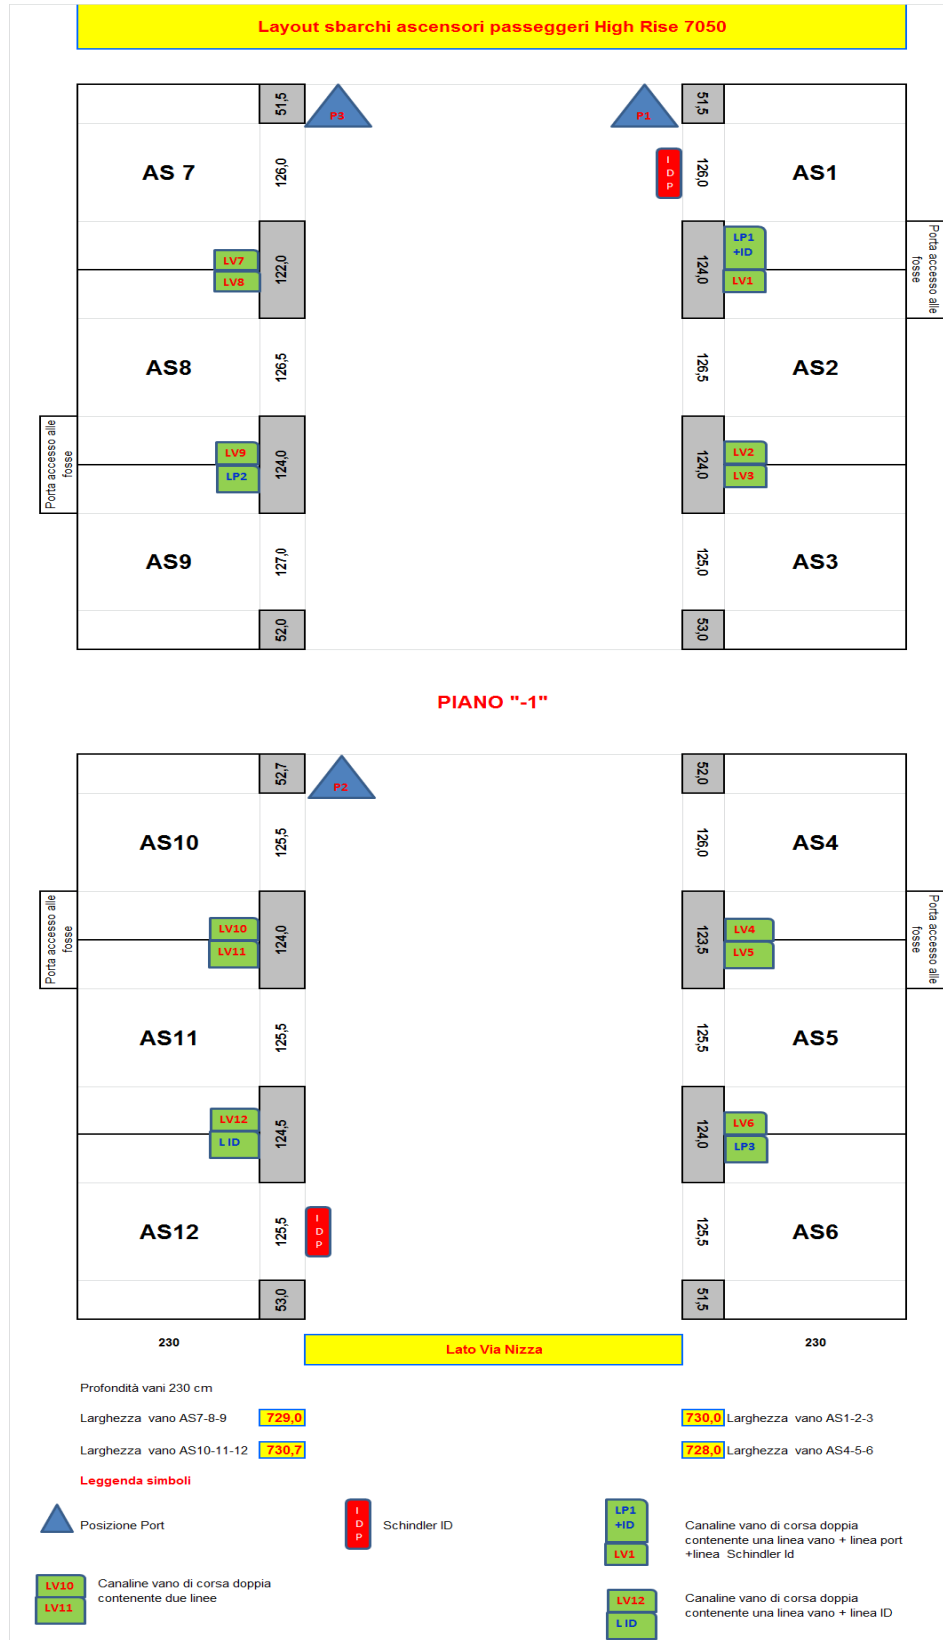 Layout sbarchi ascensori passeggeri High Rise 7050
51,5
P3
P1
51,5
AS 7
126,0
I
D
P
126,0
AS1
LV7
LV8
122,0
124,0
LP1
+ID
LV1
Porta accesso alle
fosse
AS8
126,5
126,5
AS2
Porta accesso alle
fosse
LV9
LP2
124,0
124,0
LV2
LV3
AS9
127,0
125,0
AS3
52,0
53,0
PIANO "-1"
52,7
P2
52,0
AS10
125,5
126,0
AS4
Porta accesso alle
fosse
LV10
LV11
124,0
123,5
LV4
LV5
Porta accesso alle
fosse
AS11
125,5
125,5
AS5
LV12
L ID
124,5
124,0
LV6
LP3
AS12
125,5
I
D
P
125,5
AS6
53,0
51,5
230
Lato Via Nizza
230
Profondità vani 230 cm
Larghezza vano AS7-8-9 729,0
730,0 Larghezza vano AS1-2-3
Larghezza vano AS10-11-12 730,7
728,0 Larghezza vano AS4-5-6
Leggenda simboli
Posizione Port
I
D
P
Schindler ID
LP1
+ID
LV1
Canaline vano di corsa doppia
contenente una linea vano + linea port
+linea Schindler Id
LV10
LV11
Canaline vano di corsa doppia
contenente due linee
LV12
L ID
Canaline vano di corsa doppia
contenente una linea vano + linea ID